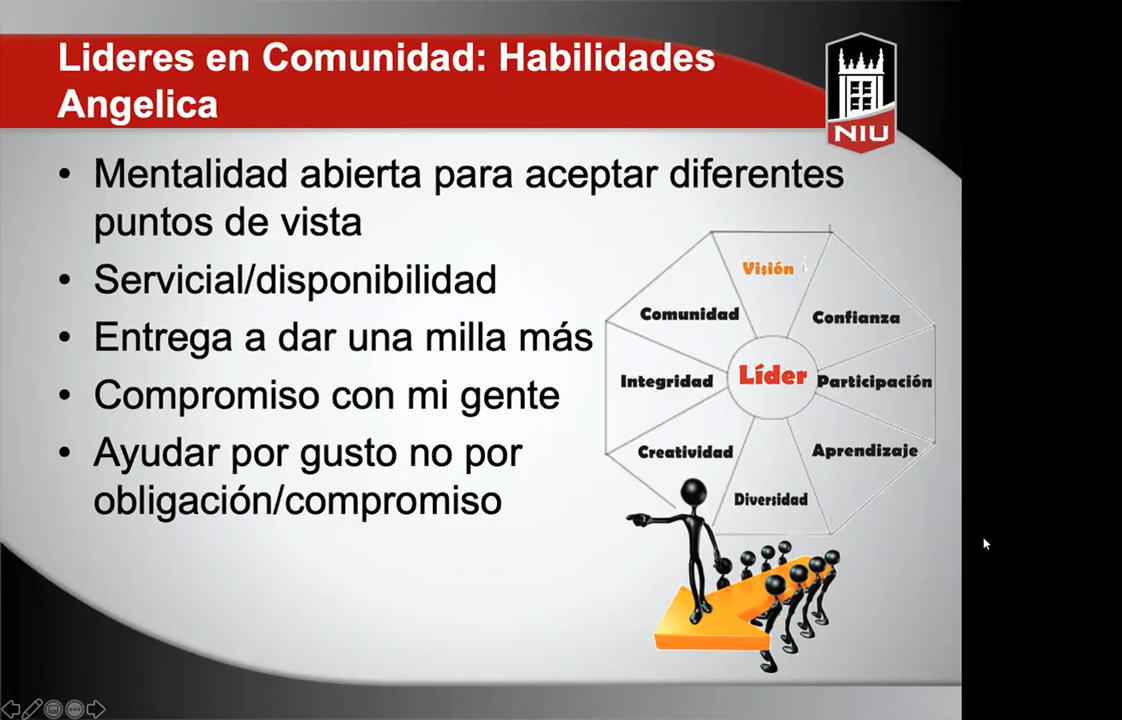 Lideres en Comunidad: Habilidades
Angelica
NIU
• Mentalidad abierta para aceptar diferentes
puntos de vista
• Servicial/disponibilidad
• Entrega a dar una milla más
• Compromiso con mi gente
• Ayudar por gusto no por
obligación/compromiso
Visión
Comunidad
Confianza
Integridad
Líder
Participación
Creatividad
Aprendizaje
Diversidad